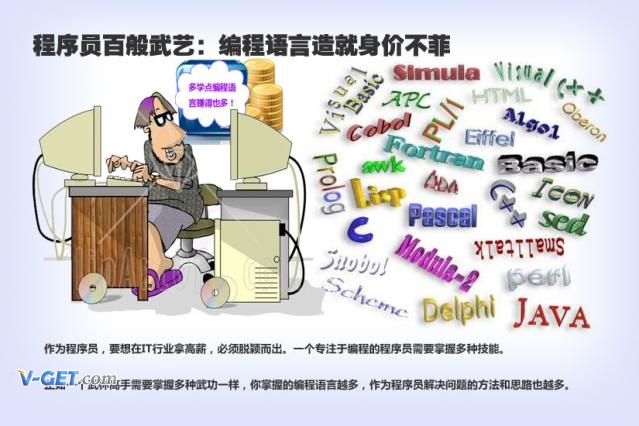 程序员百般武艺：编程语言造就身价不菲
多学点编程语
言赚得也多！
Visual Basic
Simula
Visual C++
APC
HTML
Oberon
Cobol
PL/I
Algol
Eiffel
Fortran
Basic
Prolog
awk
ADA
Lisp
C++
ICON
Pascal
sed
C
Smalltalk
Modula-2
Snobol
perl
Scheme
Delphi
JAVA
作为程序员，要想在IT行业拿高薪，必须脱颖而出。一个专注于编程的程序员需要掌握多种技能。
正如一个武林高手需要掌握多种武功一样，你掌握的编程语言越多，作为程序员解决问题的方法和思路也越多。
V-GET.com